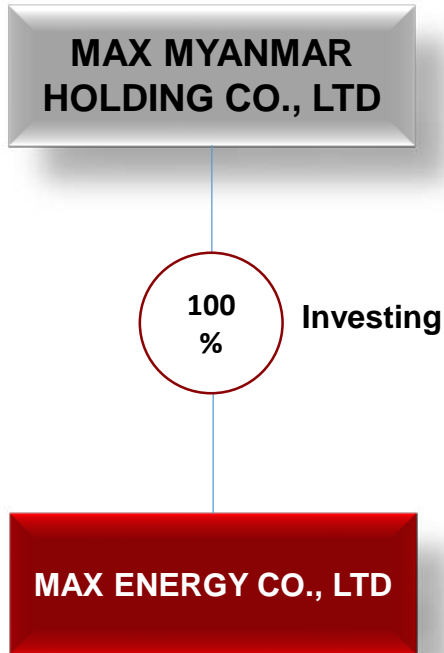 MAX MYANMAR
HOLDING CO., LTD
100
%
Investing
MAX ENERGY CO., LTD